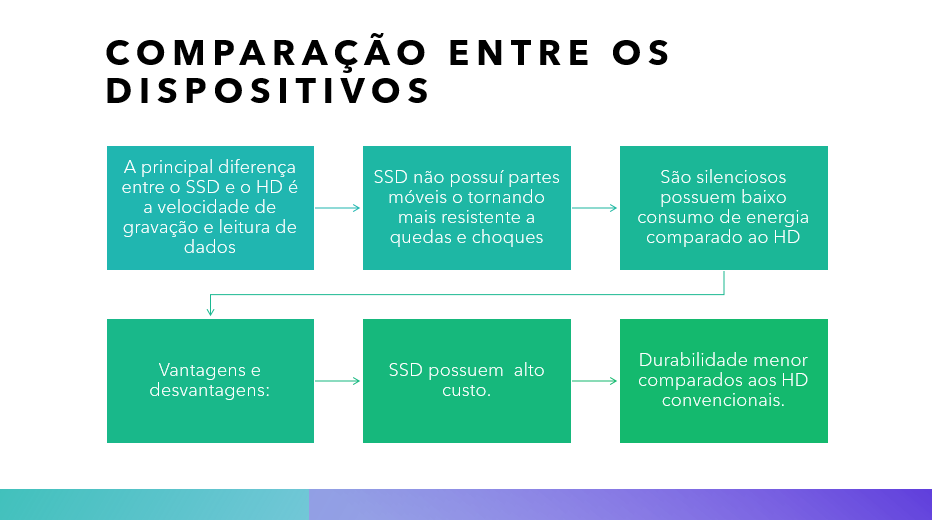 COMPARAÇÃO ENTRE OS
DISPOSITIVOS
A principal diferença
entre o SSD e o HD é
a velocidade de
gravação e leitura de
dados
SSD não possuí partes
móveis o tornando
mais resistente a
quedas e choques
São silenciosos
possuem baixo
consumo de energia
comparado ao HD
Vantagens e
desvantagens:
SSD possuem  alto
custo.
Durabilidade menor
comparados aos HD
convencionais.